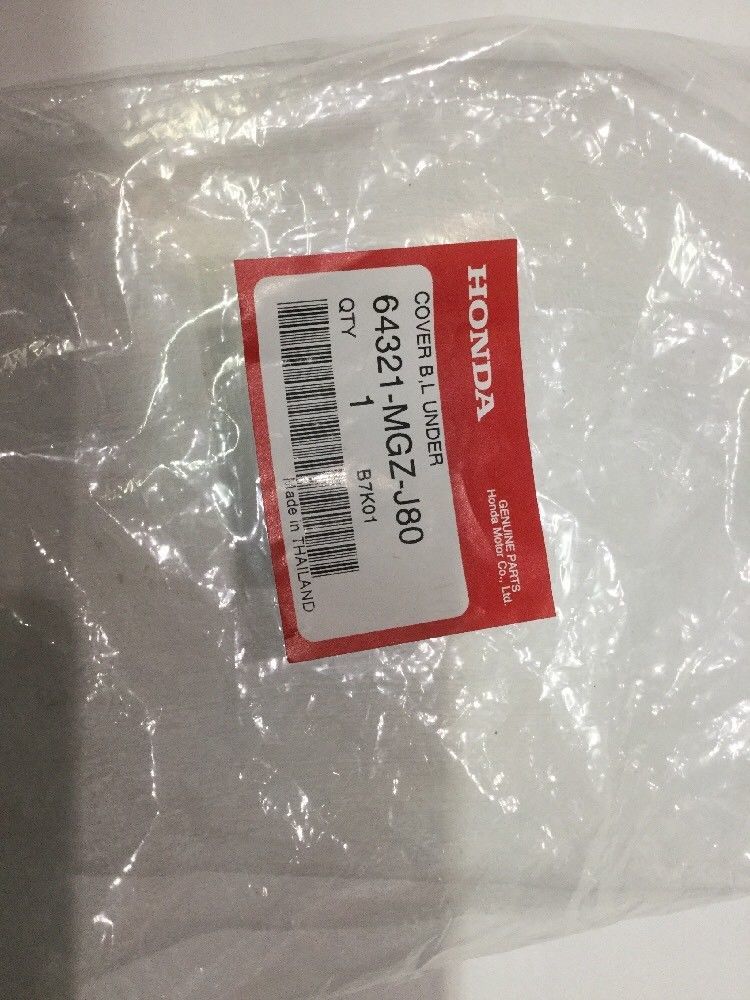 HONDA
GENUINE PARTS
Honda Motor Co., Ltd.
COVER B,L UNDER
64321-MGZ-J80
QTY 1 B7K01
Made in THAILAND